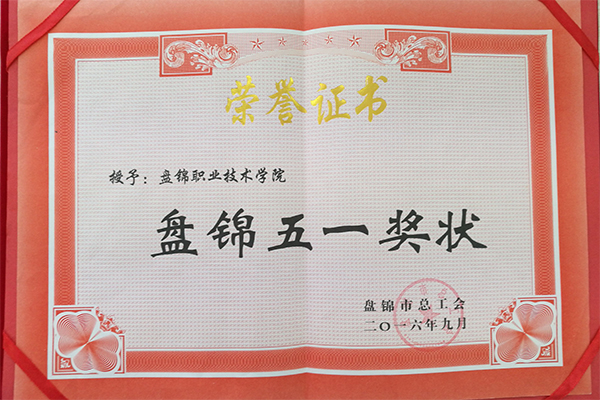 荣誉证书
授予：盘锦职业技术学院
盘锦五一奖状
盘锦市总工会
二〇一六年九月